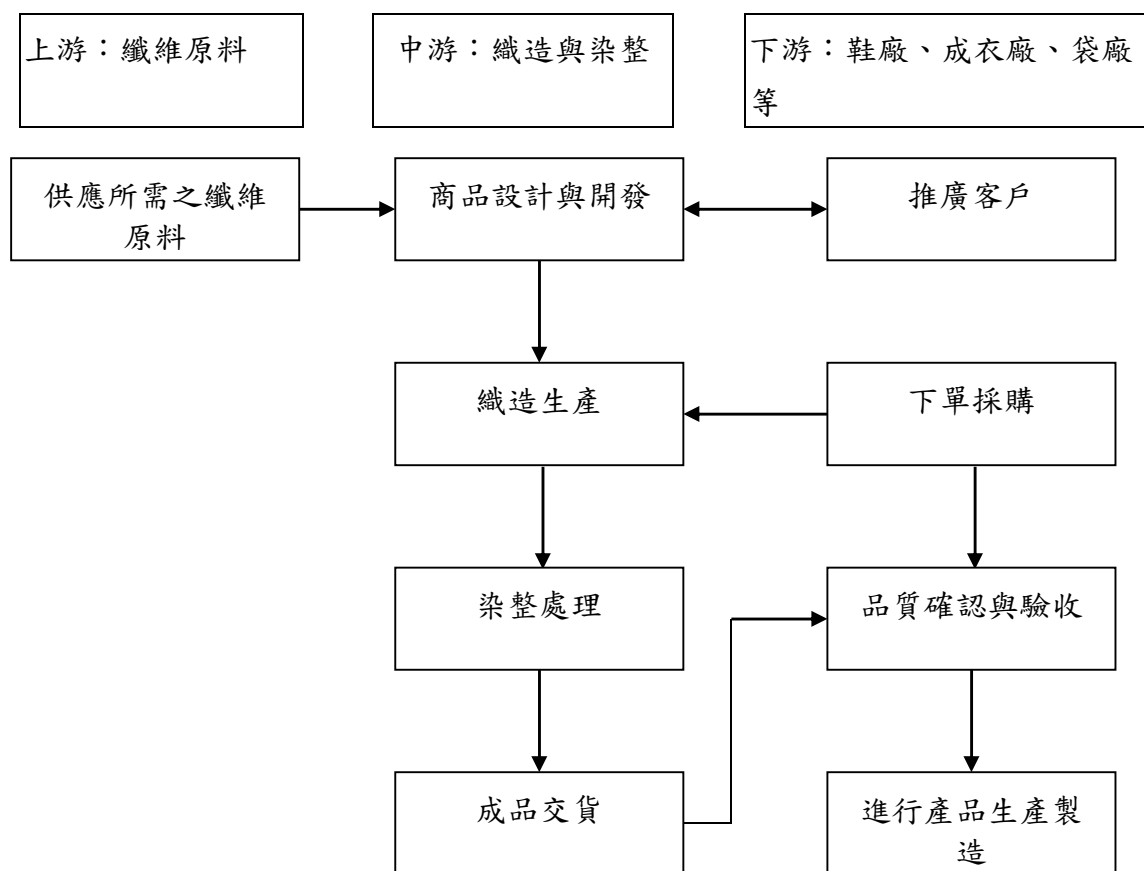 上游：纖維原料
中游：織造與染整
下游：鞋廠、成衣廠、袋廠
等
供應所需之纖維
原料
商品設計與開發
推廣客戶
織造生產
下單採購
染整處理
品質確認與驗收
成品交貨
進行產品生產製
造